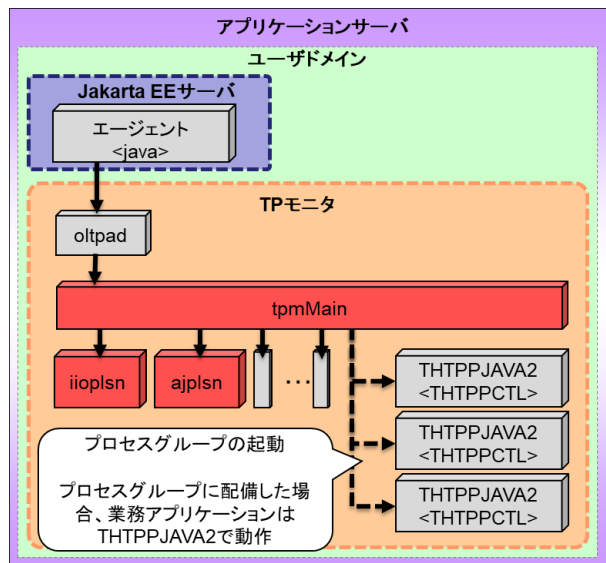 アプリケーションサーバ
ユーザドメイン
Jakarta EEサーバ
エージェント
<java>
TPモニタ
oltpad
tpmMain
iioplsn
ajplsn
…
THTPPJAVA2
<THTPPCTL>
THTPPJAVA2
<THTPPCTL>
THTPPJAVA2
<THTPPCTL>
プロセスグループの起動
プロセスグループに配備した場
合、業務アプリケーションは
THTPPJAVA2で動作